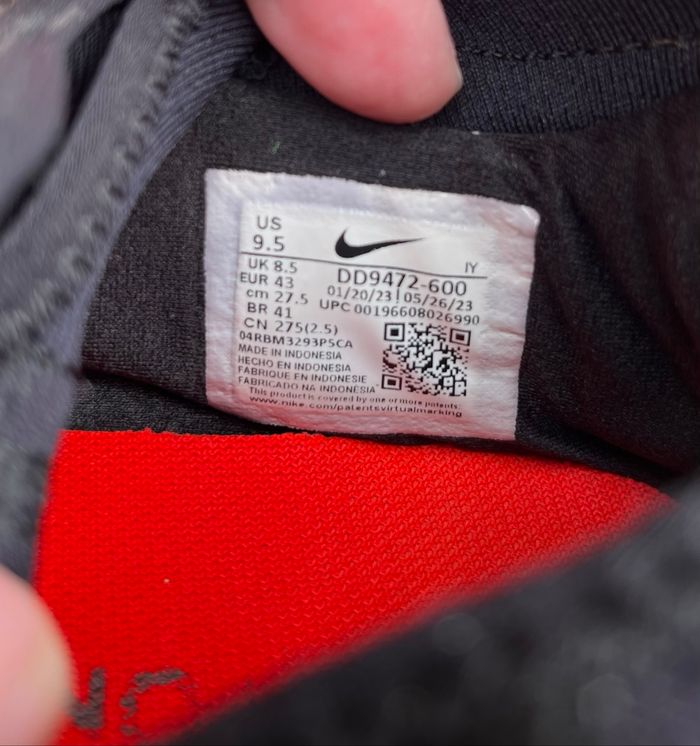 US
9.5
IY
UK 8.5
EUR 43
cm 27.5
BR 41
CN 275(2.5)
DD9472-600
01/20/23 | 05/26/23
UPC 00196608026990
04RBM3293P5CA
MADE IN INDONESIA
HECHO EN INDONESIA
FABRIQUE EN INDONESIE
FABRICADO NA INDONESIA
This product is covered by one or more patents:
www.nike.com/patentsvirtualmarking